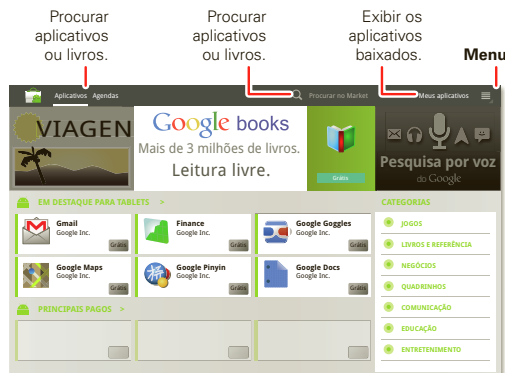 Procurar
aplicativos
ou livros.
Procurar
aplicativos
ou livros.
Exibir os
aplicativos
baixados.
Menu
Aplicativos Agendas
Procurar no Market
Meus aplicativos
VIAGEN
Google books
Mais de 3 milhões de livros.
Leitura livre.
Grátis
Pesquisa por voz
do Google
EM DESTAQUE PARA TABLETS >
CATEGORIAS
Gmail
Google Inc.
Grátis
Finance
Google Inc.
Grátis
Google Goggles
Google Inc.
Grátis
Google Maps
Google Inc.
Grátis
Google Pinyin
Google Inc.
Grátis
Google Docs
Google Inc.
Grátis
JOGOS
LIVROS E REFERÊNCIA
NEGÓCIOS
QUADRINHOS
COMUNICAÇÃO
EDUCAÇÃO
ENTRETENIMENTO
PRINCIPAIS PAGOS >